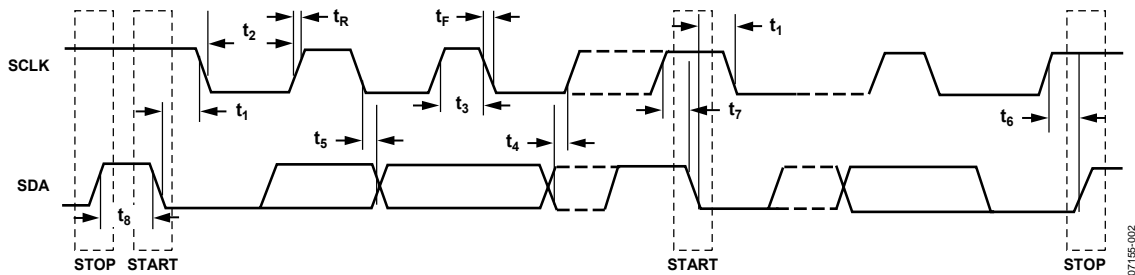 t2
tR
tF
t1
SCLK
t1
t3
t7
t6
t5
t4
SDA
t8
STOP
START
START
STOP
07155-002